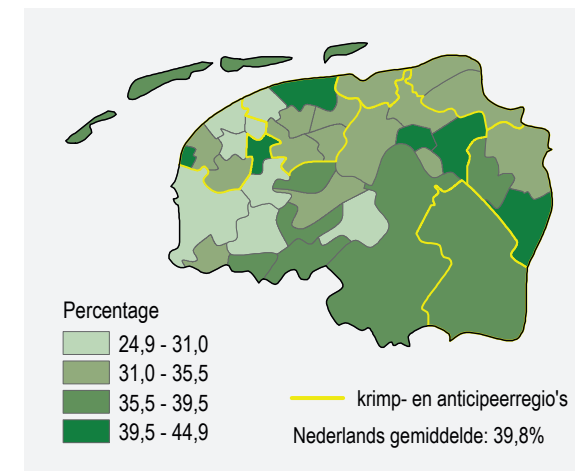 Percentage
24,9 - 31,0
31,0 - 35,5
35,5 - 39,5
39,5 - 44,9
krimp- en anticipeerregio's
Nederlands gemiddelde: 39,8%